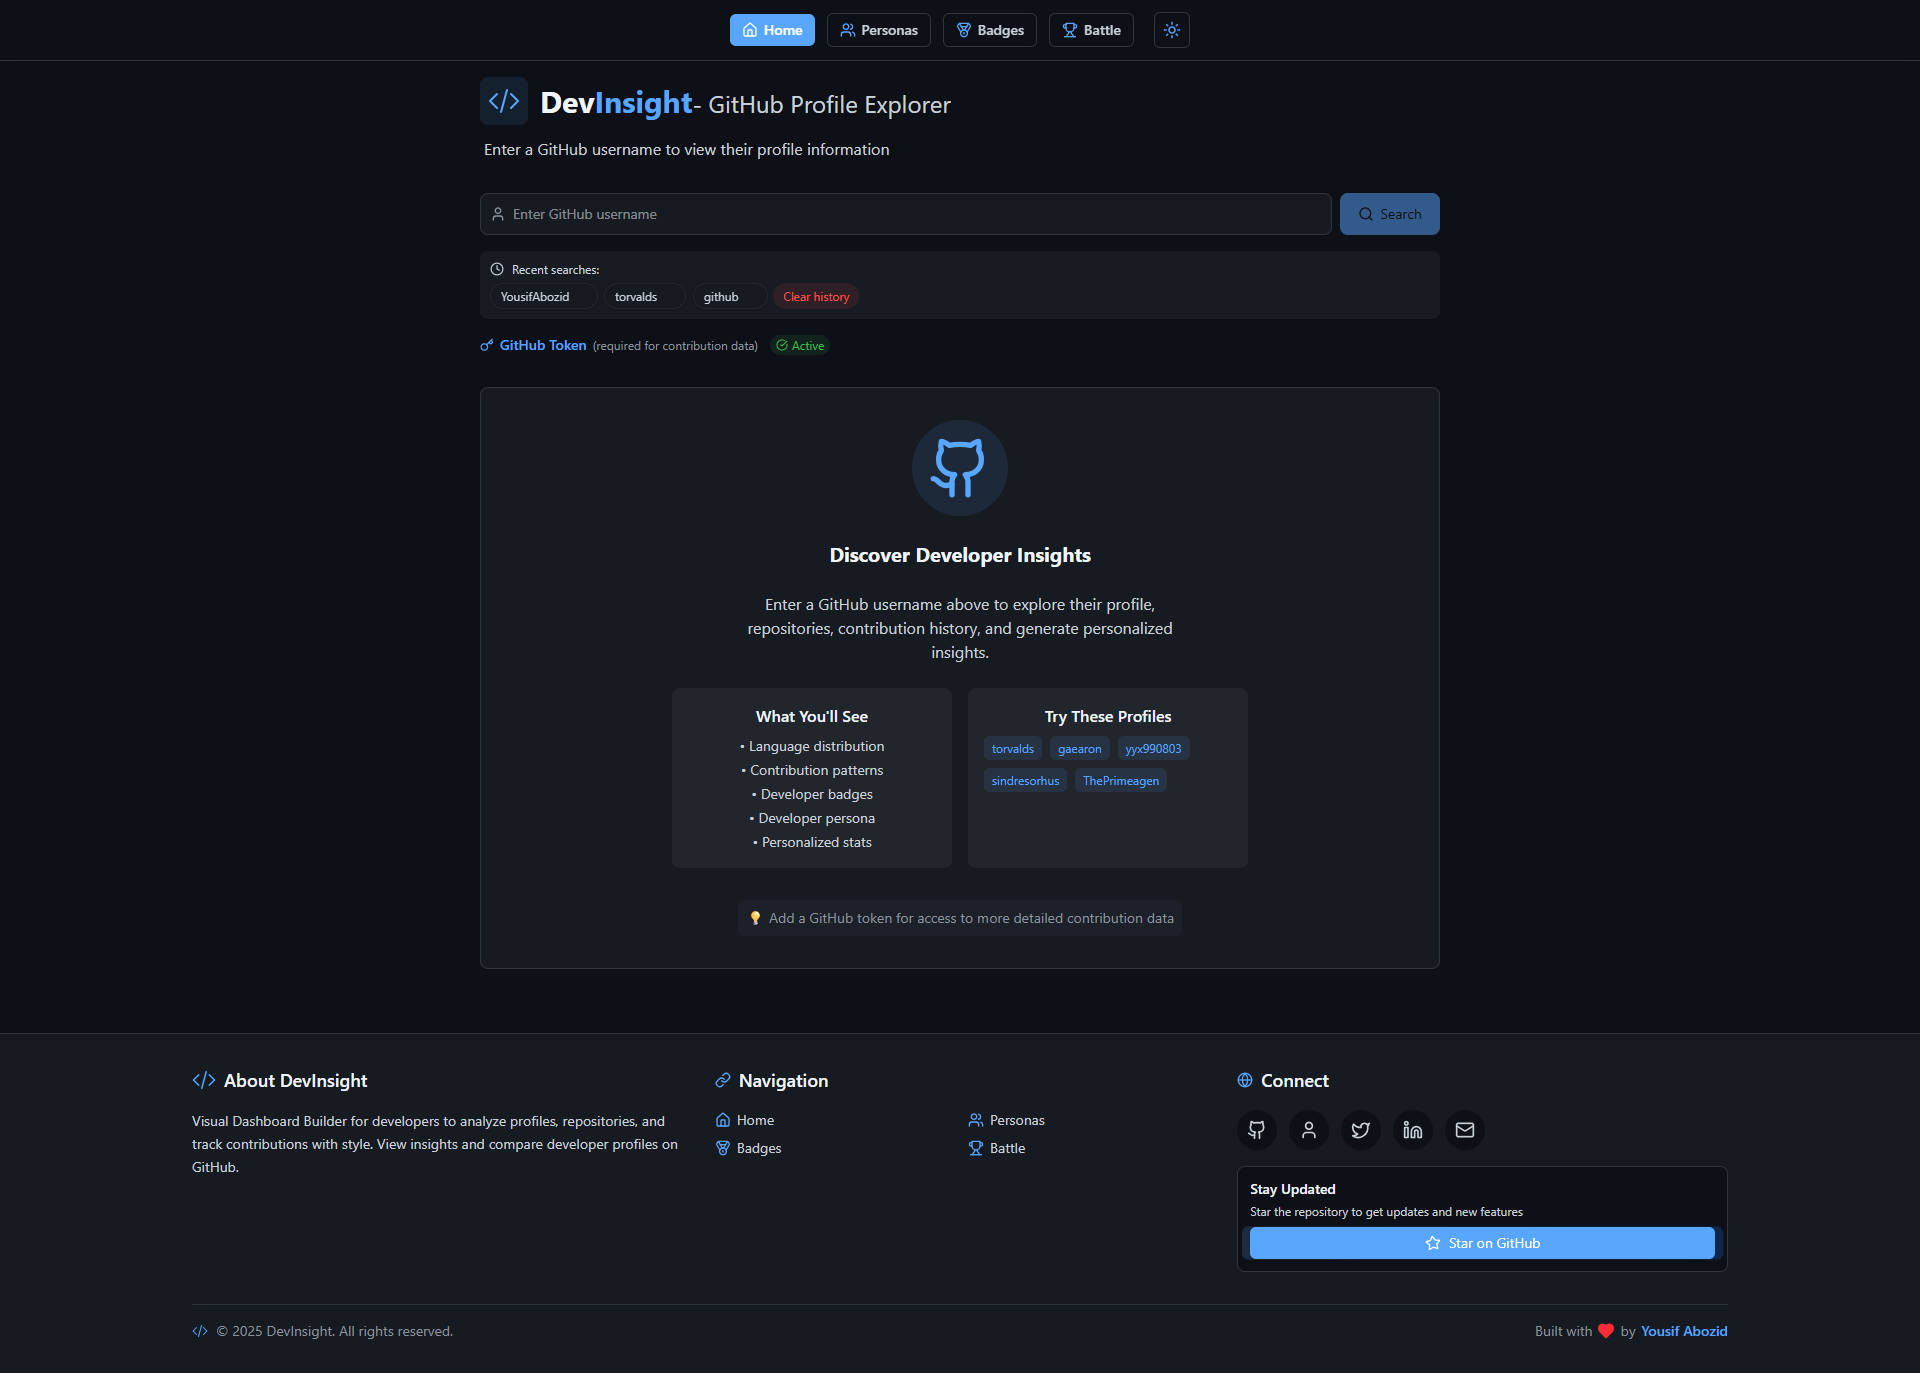 Home Personas Badges Battle
DevInsight- GitHub Profile Explorer
Enter a GitHub username to view their profile information
Enter GitHub username Search
Recent searches:
YousifAbozid torvalds github Clear history
GitHub Token (required for contribution data) Active
Discover Developer Insights
Enter a GitHub username above to explore their profile,
repositories, contribution history, and generate personalized
insights.
What You'll See
• Language distribution
• Contribution patterns
• Developer badges
• Developer persona
• Personalized stats
Try These Profiles
torvalds gaearon yyx990803
sindresorhus ThePrimeagen
Add a GitHub token for access to more detailed contribution data
About DevInsight
Visual Dashboard Builder for developers to analyze profiles, repositories, and
track contributions with style. View insights and compare developer profiles on
GitHub.
Navigation
Home Personas
Badges Battle
Connect
Stay Updated
Star the repository to get updates and new features
Star on GitHub
© 2025 DevInsight. All rights reserved.
Built with ❤️ by Yousif Abozid